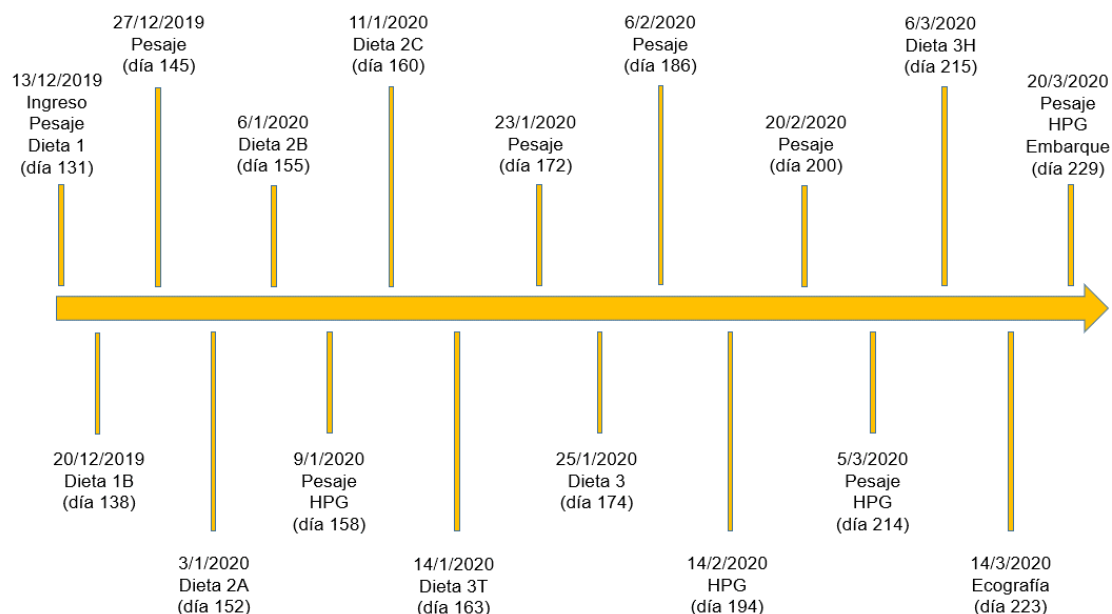 13/12/2019
Ingreso
Pesaje
Dieta 1
(día 131)
20/12/2019
Dieta 1B
(día 138)
27/12/2019
Pesaje
(día 145)
3/1/2020
Dieta 2A
(día 152)
6/1/2020
Dieta 2B
(día 155)
9/1/2020
Pesaje
HPG
(día 158)
11/1/2020
Dieta 2C
(día 160)
14/1/2020
Dieta 3T
(día 163)
23/1/2020
Pesaje
(día 172)
25/1/2020
Dieta 3
(día 174)
6/2/2020
Pesaje
(día 186)
14/2/2020
HPG
(día 194)
20/2/2020
Pesaje
(día 200)
5/3/2020
Pesaje
HPG
(día 214)
6/3/2020
Dieta 3H
(día 215)
14/3/2020
Ecografía
(día 223)
20/3/2020
Pesaje
HPG
Embarque
(día 229)